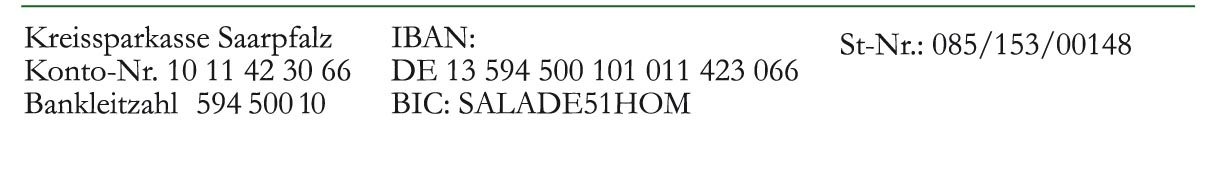 Kreissparkasse Saarpfalz
Konto-Nr. 10 11 42 30 66
Bankleitzahl 594 500 10
IBAN:
DE 13 594 500 101 011 423 066
BIC: SALADE51HOM
St-Nr.: 085/153/00148